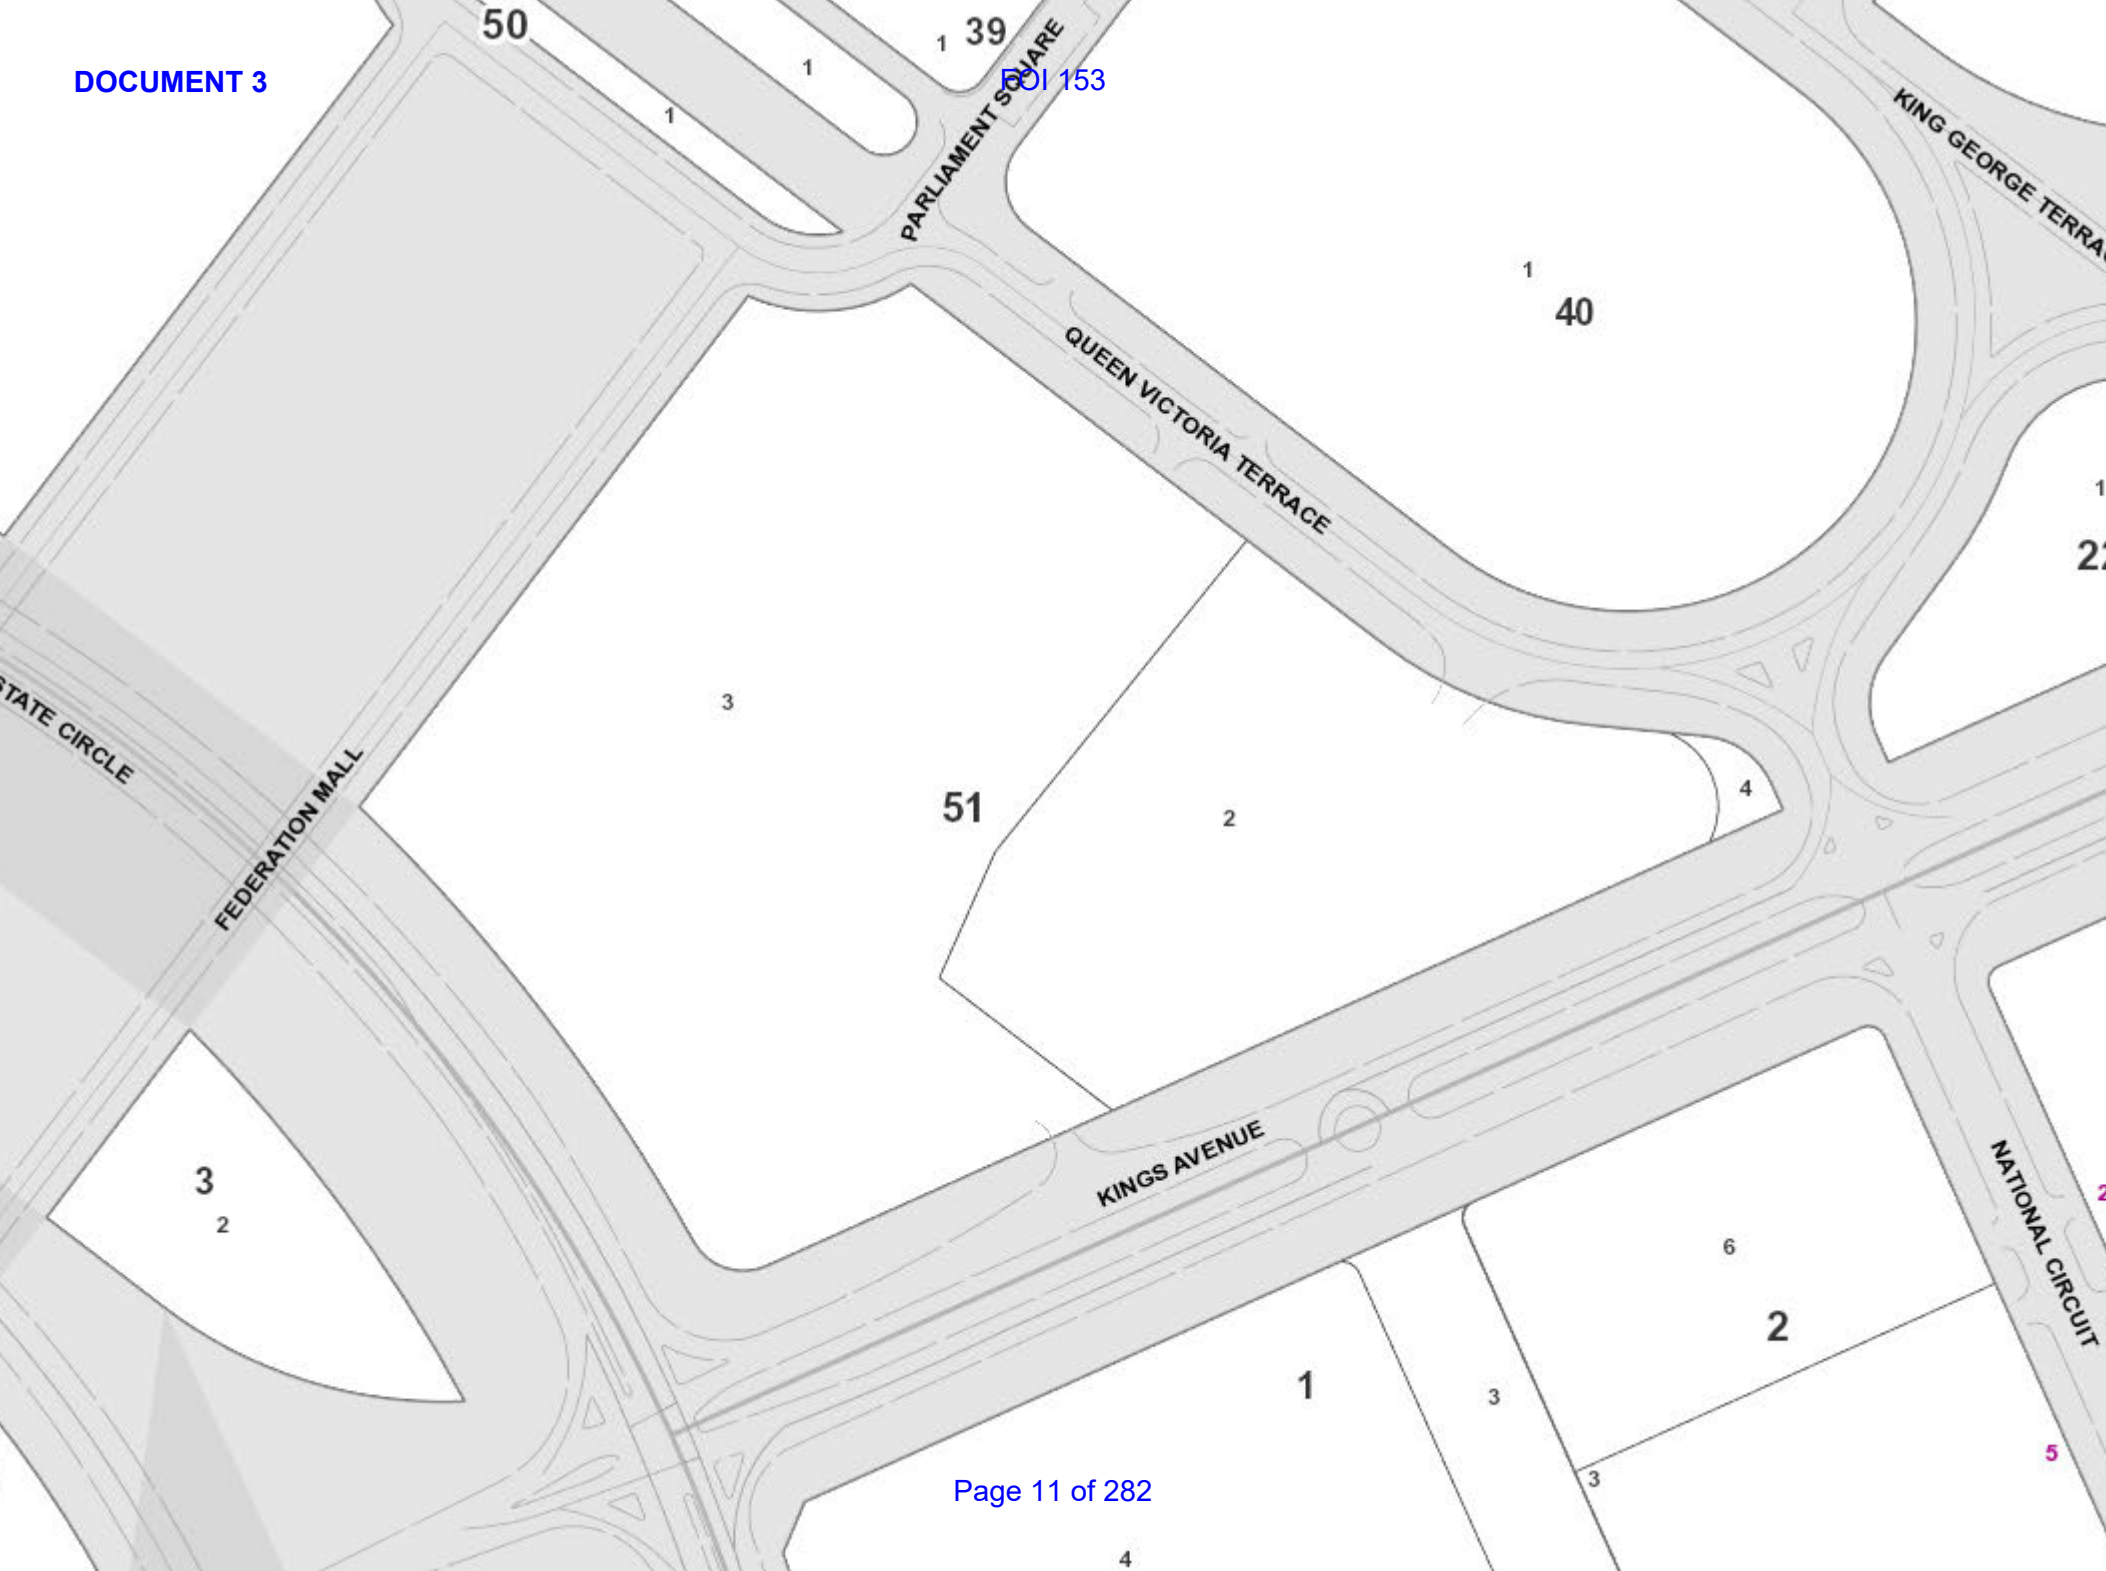 50
39
1
DOCUMENT 3
FOI 153
1
1
PARLIAMENT SQUARE
KING GEORGE TERRA
1
40
QUEEN VICTORIA TERRACE
1
3
STATE CIRCLE
FEDERATION MALL
51
2
4
KINGS AVENUE
3
2
NATIONAL CIRCUIT
6
2
1
3
5
3
Page 11 of 282
4